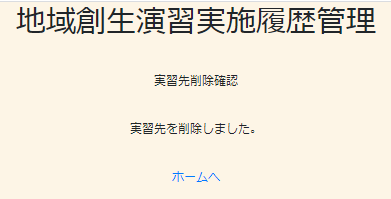 地域創生演習実施履歴管理
実習先削除確認
実習先を削除しました。
ホームへ